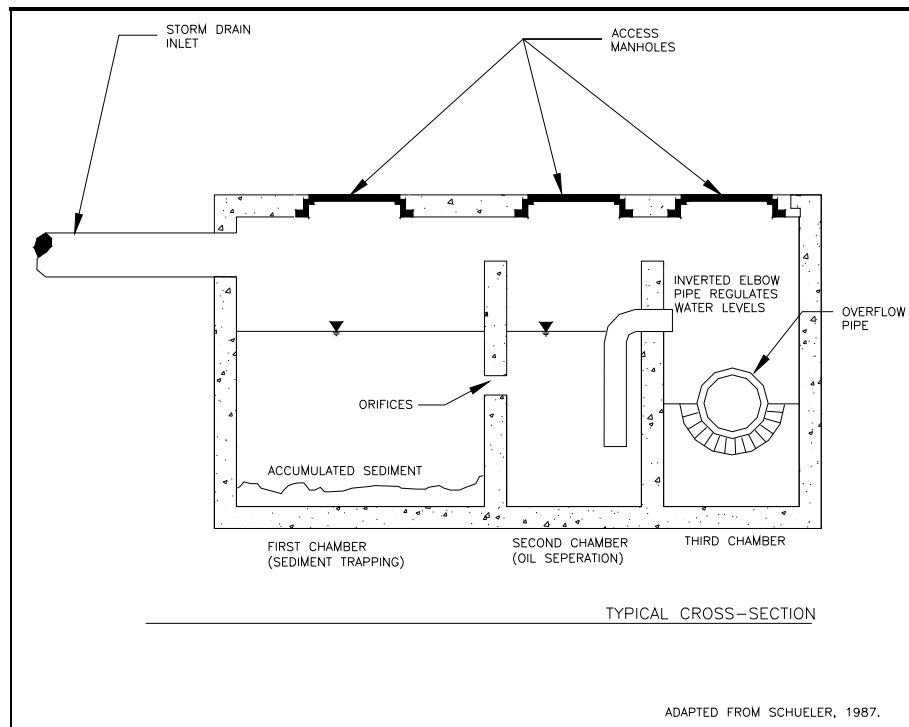 STORM DRAIN
INLET
ACCESS
MANHOLES
INVERTED ELBOW
PIPE REGULATES
WATER LEVELS
OVERFLOW
PIPE
ORIFICES
ACCUMULATED SEDIMENT
FIRST CHAMBER
(SEDIMENT TRAPPING)
SECOND CHAMBER
(OIL SEPERATION)
THIRD CHAMBER
TYPICAL CROSS-SECTION
ADAPTED FROM SCHUELER, 1987.